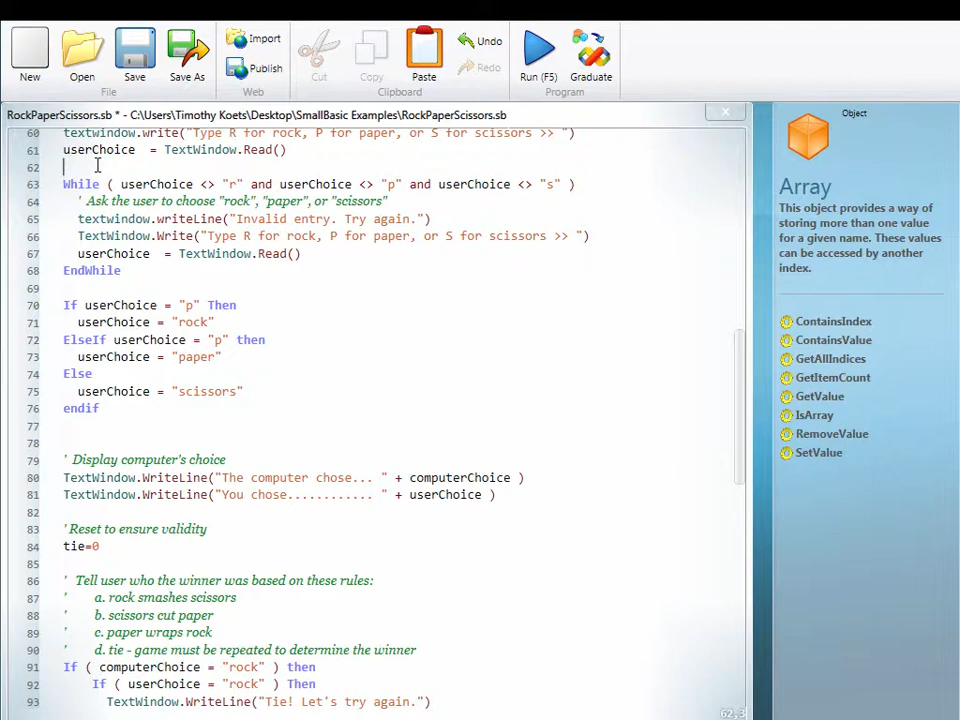 New
Open
Save
Save As
File
Import
Publish
Web
Cut
Copy
Paste
Undo
Redo
Clipboard
Run (F5)
Graduate
Program
RockPaperScissors.sb * - C:\Users\Timothy Koets\Desktop\SmallBasic Examples\RockPaperScissors.sb
60 textwindow.write("Type R for rock, P for paper, or S for scissors >> ")
61 userChoice = TextWindow.Read()
62
63 While ( userChoice <> "r" and userChoice <> "p" and userChoice <> "s" )
64 ' Ask the user to choose "rock", "paper", or "scissors"
65 textwindow.writeLine("Invalid entry. Try again.")
66 TextWindow.Write("Type R for rock, P for paper, or S for scissors >> ")
67 userChoice = TextWindow.Read()
68 EndWhile
69
70 If userChoice = "p" Then
71 userChoice = "rock"
72 ElseIf userChoice = "p" then
73 userChoice = "paper"
74 Else
75 userChoice = "scissors"
76 endif
77
78
79 ' Display computer's choice
80 TextWindow.WriteLine("The computer chose... " + computerChoice )
81 TextWindow.WriteLine("You chose............ " + userChoice )
82
83 'Reset to ensure validity
84 tie=0
85
86 ' Tell user who the winner was based on these rules:
87 ' a. rock smashes scissors
88 ' b. scissors cut paper
89 ' c. paper wraps rock
90 ' d. tie - game must be repeated to determine the winner
91 If ( computerChoice = "rock" ) then
92 If ( userChoice = "rock" ) Then
93 TextWindow.WriteLine("Tie! Let's try again.")
62,3
Object
Array
This object provides a way of
storing more than one value
for a given name. These values
can be accessed by another
index.
ContainsIndex
ContainsValue
GetAllIndices
GetItemCount
GetValue
IsArray
RemoveValue
SetValue